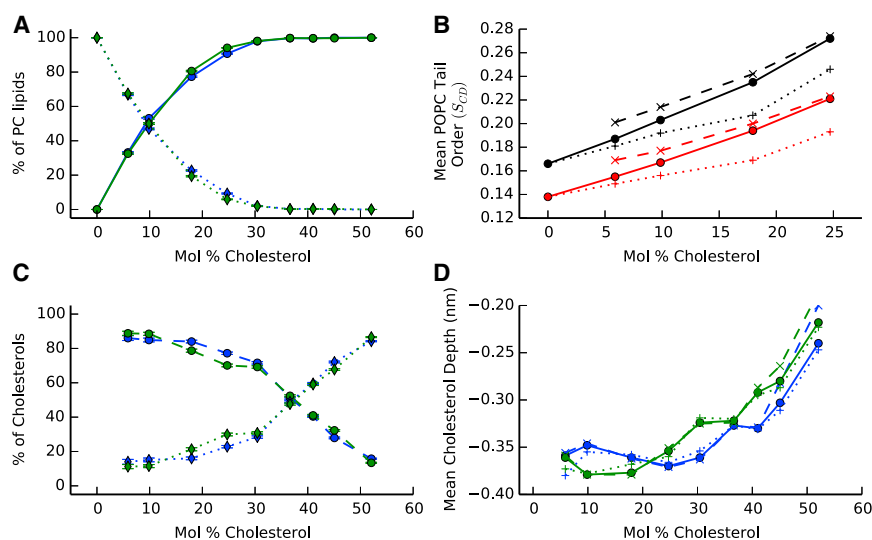 A
100
80
60
40
20
0
% of PC lipids
0 10 20 30 40 50 60
Mol % Cholesterol
B
0.28
0.26
0.24
0.22
0.20
0.18
0.16
0.14
0.12
Mean POPC Tail
Order (S_CD)
0 5 10 15 20 25
Mol % Cholesterol
C
100
80
60
40
20
0
% of Cholesterols
0 10 20 30 40 50 60
Mol % Cholesterol
D
−0.20
−0.25
−0.30
−0.35
−0.40
Mean Cholesterol Depth (nm)
0 10 20 30 40 50 60
Mol % Cholesterol